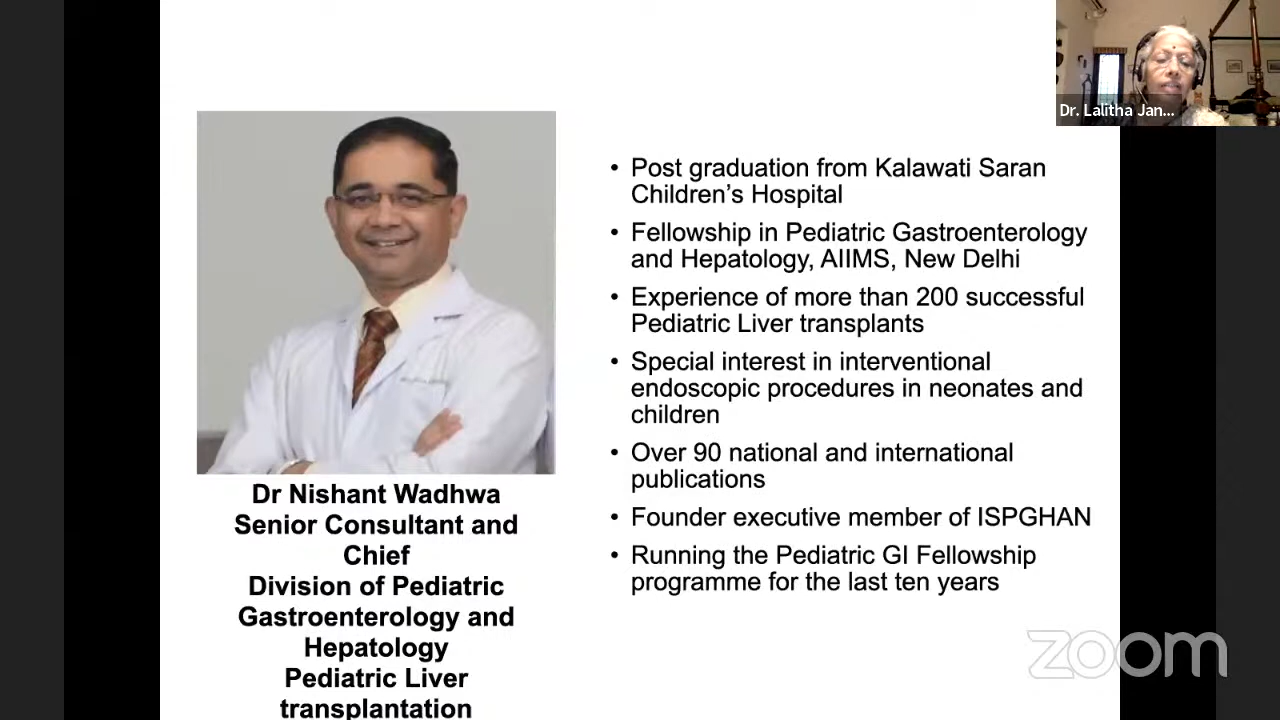 Dr. Lalitha Jan...
• Post graduation from Kalawati Saran
Children's Hospital
• Fellowship in Pediatric Gastroenterology
and Hepatology, AIIMS, New Delhi
• Experience of more than 200 successful
Pediatric Liver transplants
• Special interest in interventional
endoscopic procedures in neonates and
children
• Over 90 national and international
publications
• Founder executive member of ISPGHAN
• Running the Pediatric GI Fellowship
programme for the last ten years
Dr Nishant Wadhwa
Senior Consultant and
Chief
Division of Pediatric
Gastroenterology and
Hepatology
Pediatric Liver
transplantation
zoom